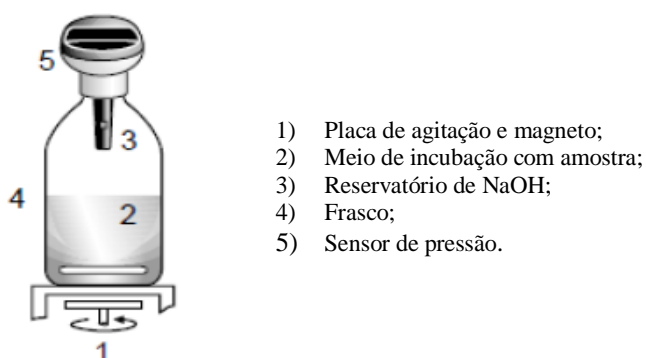 5
3
4
2
1
1) Placa de agitação e magneto;
2) Meio de incubação com amostra;
3) Reservatório de NaOH;
4) Frasco;
5) Sensor de pressão.